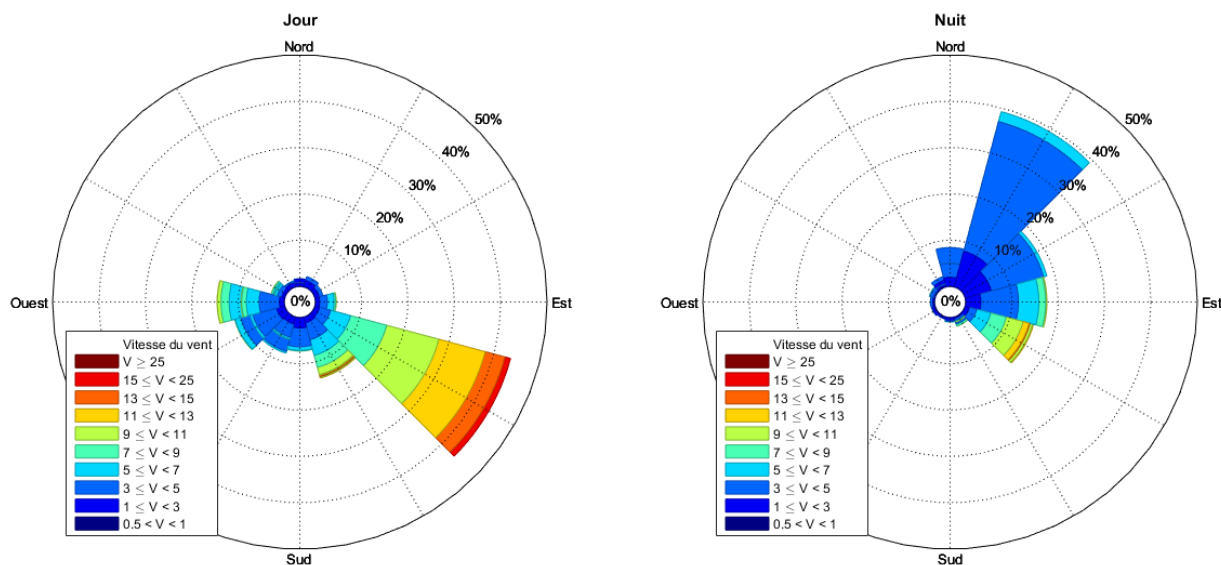 Jour
Nord
50%
40%
30%
20%
10%
0%
Ouest
Est
Sud
Vitesse du vent
V ≥ 25
15 ≤ V < 25
13 ≤ V < 15
11 ≤ V < 13
9 ≤ V < 11
7 ≤ V < 9
5 ≤ V < 7
3 ≤ V < 5
1 ≤ V < 3
0.5 < V < 1
Nuit
Nord
50%
40%
30%
20%
10%
0%
Ouest
Est
Sud
Vitesse du vent
V ≥ 25
15 ≤ V < 25
13 ≤ V < 15
11 ≤ V < 13
9 ≤ V < 11
7 ≤ V < 9
5 ≤ V < 7
3 ≤ V < 5
1 ≤ V < 3
0.5 < V < 1